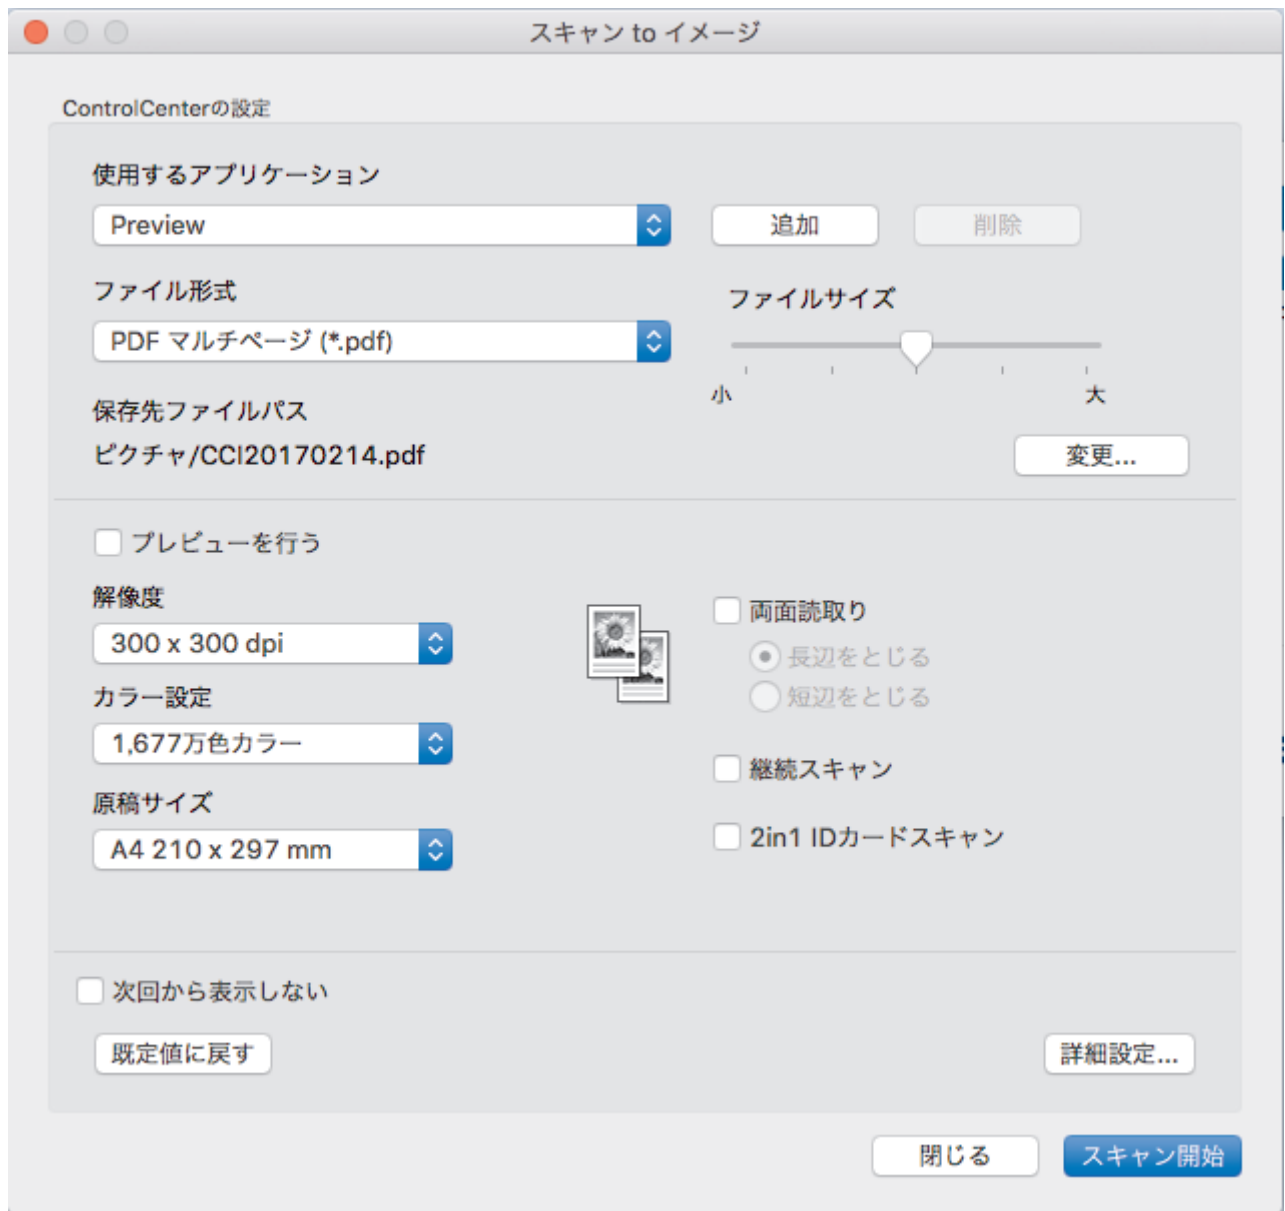 スキャン to イメージ
ControlCenterの設定
使用するアプリケーション
Preview
追加
削除
ファイル形式
ファイルサイズ
PDF マルチページ (*.pdf)
小
大
保存先ファイルパス
ピクチャ/CCI20170214.pdf
変更...
プレビューを行う
解像度
両面読取り
300 x 300 dpi
長辺をとじる
カラー設定
短辺をとじる
1,677万色カラー
継続スキャン
原稿サイズ
2in1 IDカードスキャン
A4 210 x 297 mm
次回から表示しない
既定値に戻す
詳細設定...
閉じる
スキャン開始